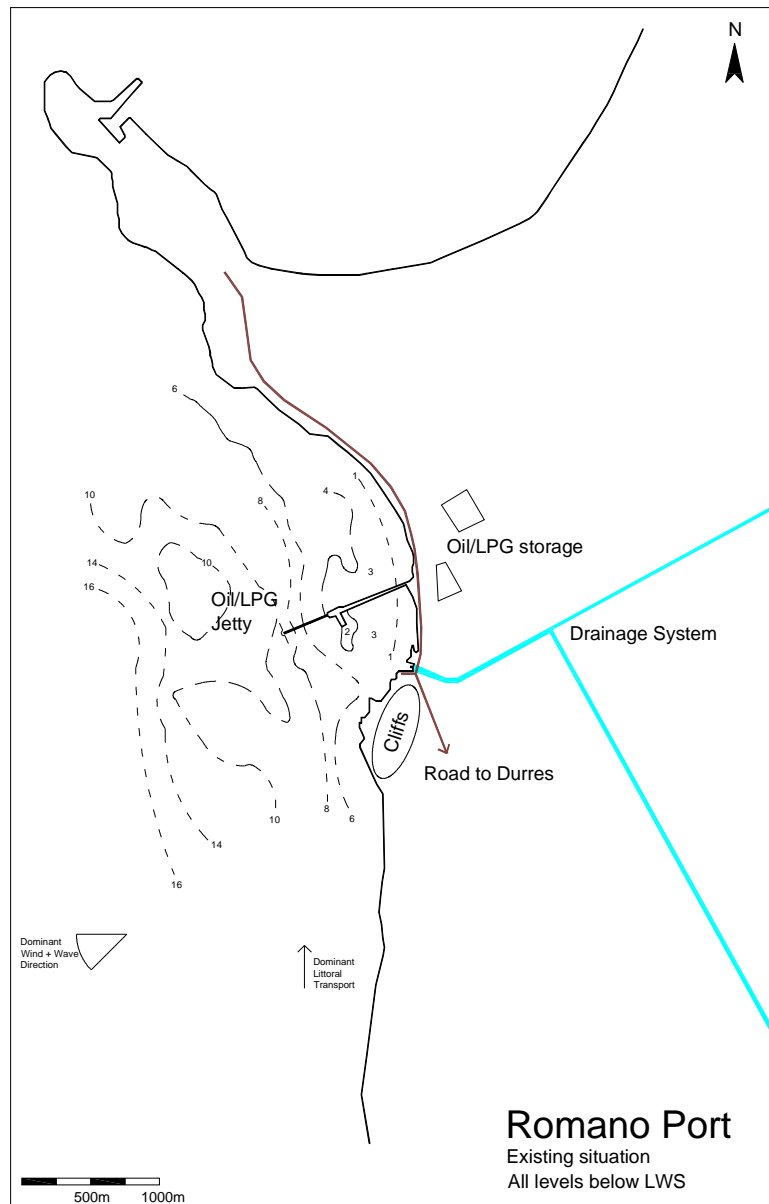 N
6
1
4
8
10
3
Oil/LPG storage
14
10
16
Oil/LPG
Jetty
2
3
Drainage System
1
Cliffs
Road to Durres
10
8
6
14
16
Dominant
Wind + Wave
Direction
Dominant
Littoral
Transport
Romano Port
Existing situation
All levels below LWS
500m
1000m